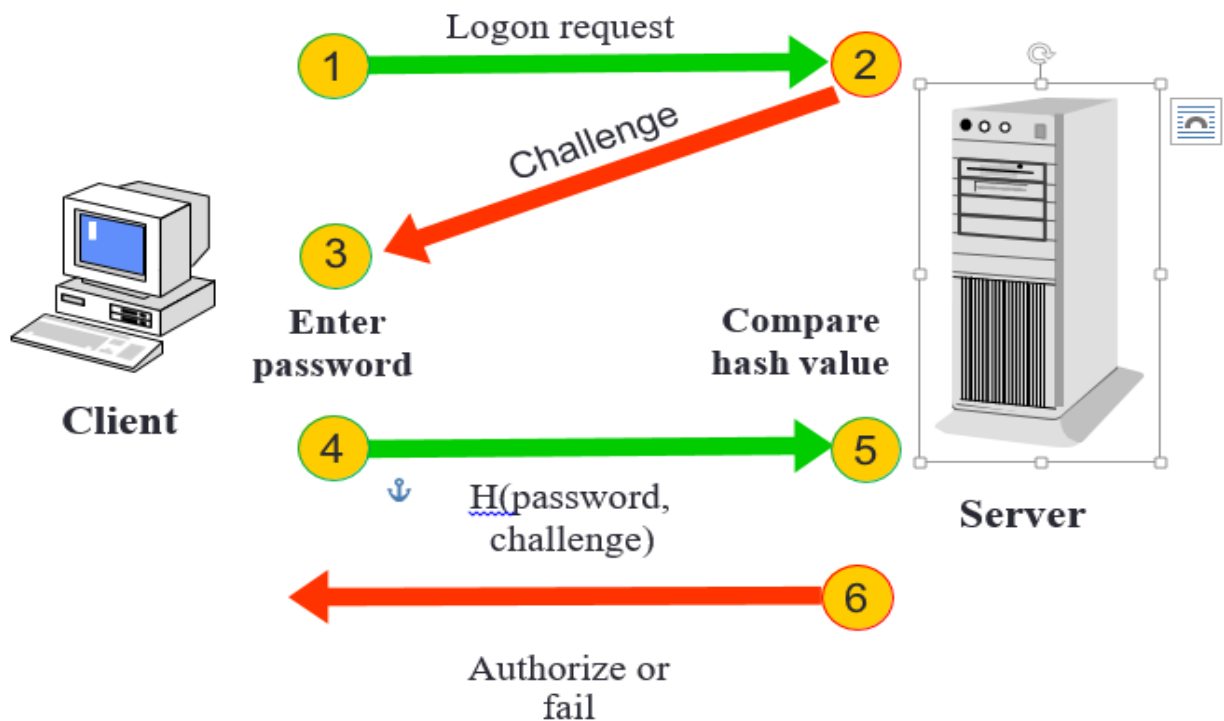 Logon request
1
2
Challenge
3
Enter
password
Compare
hash value
Client
4
5
H(password,
challenge)
Server
6
Authorize or
fail